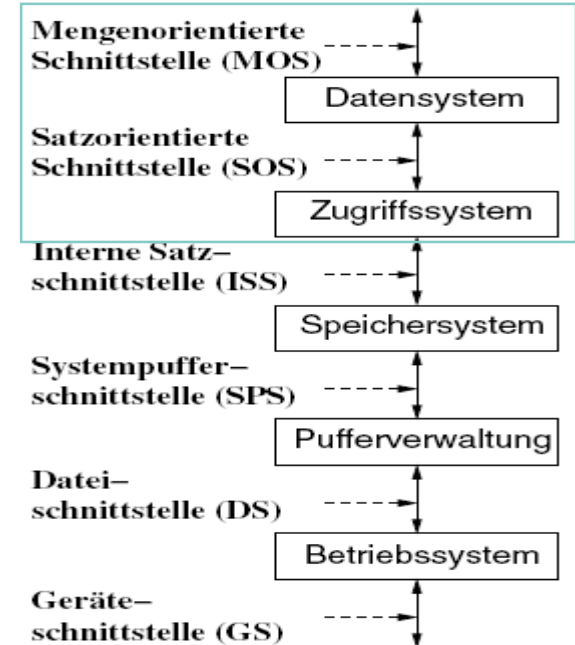 Mengenorientierte
Schnittstelle (MOS)
Datensystem
Satzorientierte
Schnittstelle (SOS)
Zugriffssystem
Interne Satz–
schnittstelle (ISS)
Speichersystem
Systempuffer–
schnittstelle (SPS)
Pufferverwaltung
Datei–
schnittstelle (DS)
Betriebssystem
Geräte–
schnittstelle (GS)